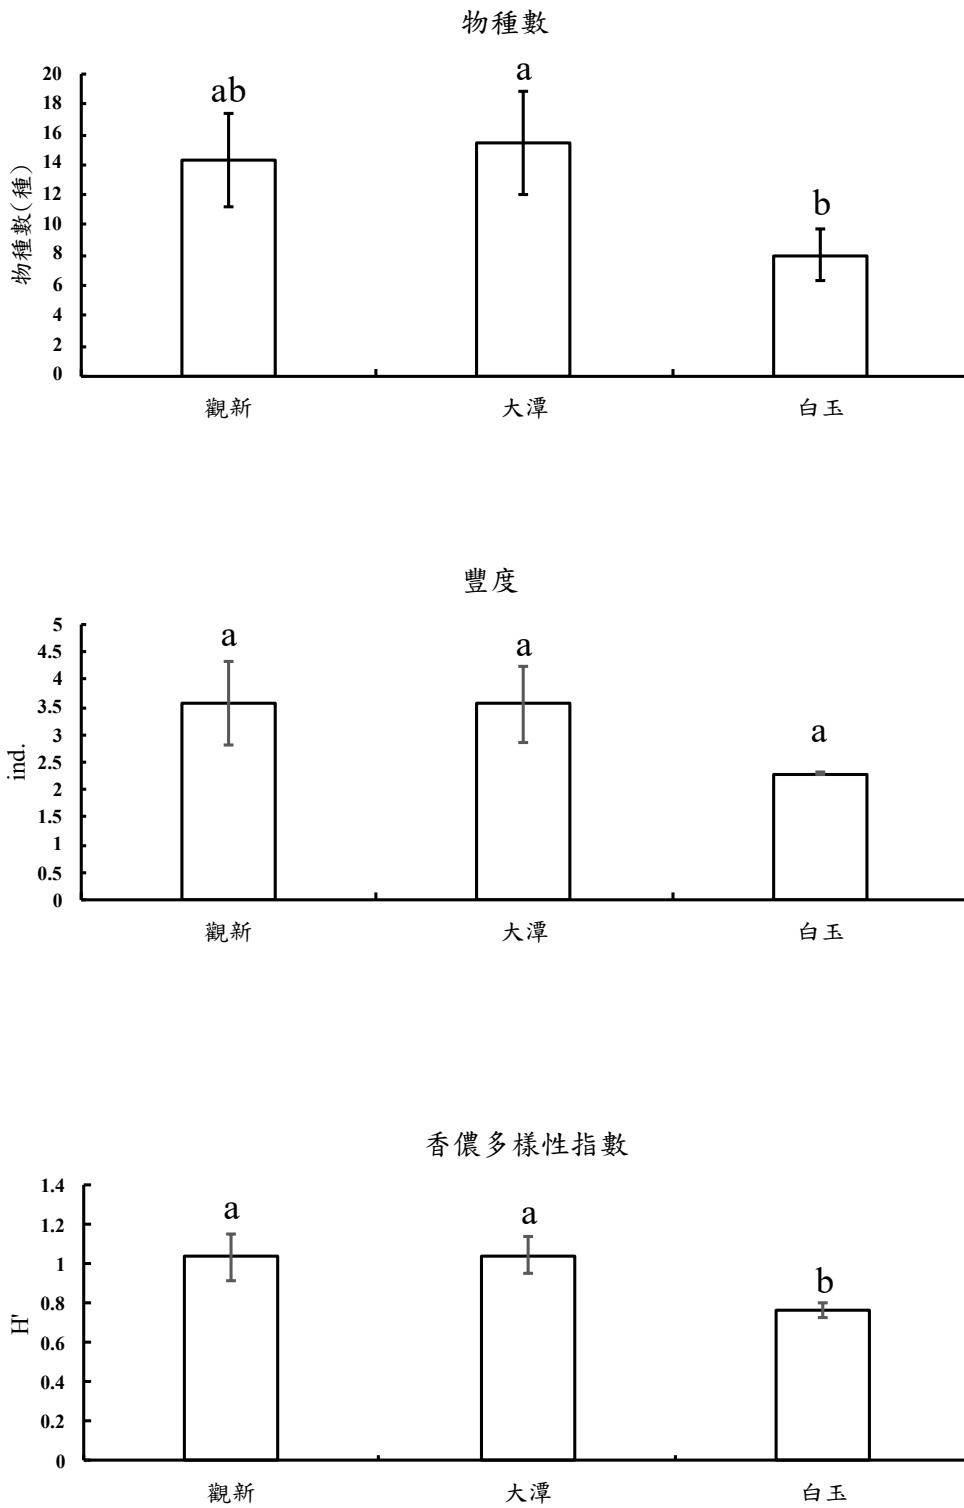 物種數
物種數(種)
20
18
16
14
12
10
8
6
4
2
0
ab
a
b
觀新
大潭
白玉
豐度
ind.
5
4.5
4
3.5
3
2.5
2
1.5
1
0.5
0
a
a
a
觀新
大潭
白玉
香儂多樣性指數
H'
1.4
1.2
1
0.8
0.6
0.4
0.2
0
a
a
b
觀新
大潭
白玉